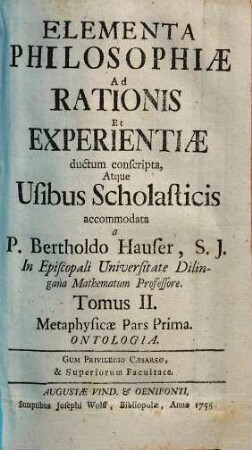 ELEMENTA
PHILOSOPHIÆ
Ad
RATIONIS
Et
EXPERIENTIÆ
ductum conſcripta,
Atque
Uſibus Scholaſticis
accommodata
a
P. Bertholdo Hauſer, S. J.
In Epiſcopali Univerſitate Dilin-
gana Mathematum Profeſſore.
Tomus II.
Metaphyſicæ Pars Prima.
ONTOLOGIA.
CUM PRIVILEGIO CÆSAREO,
& Superiorum Facultate.
AUGUSTÆ VIND. & OENIPONTI,
Sumptibus Joſephi Wolff, Bibliopolæ, Anno 1755